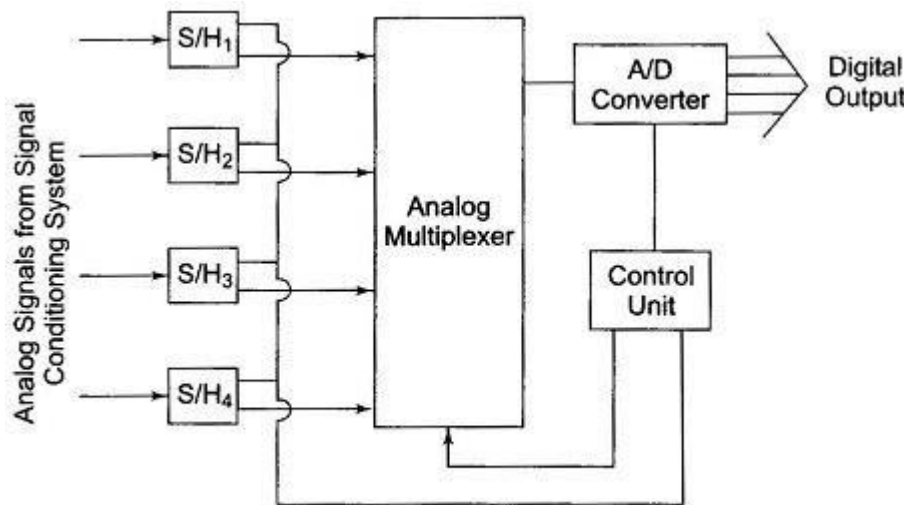 Analog Signals from Signal
Conditioning System
S/H₁
S/H₂
S/H₃
S/H₄
Analog
Multiplexer
A/D
Converter
Digital
Output
Control
Unit